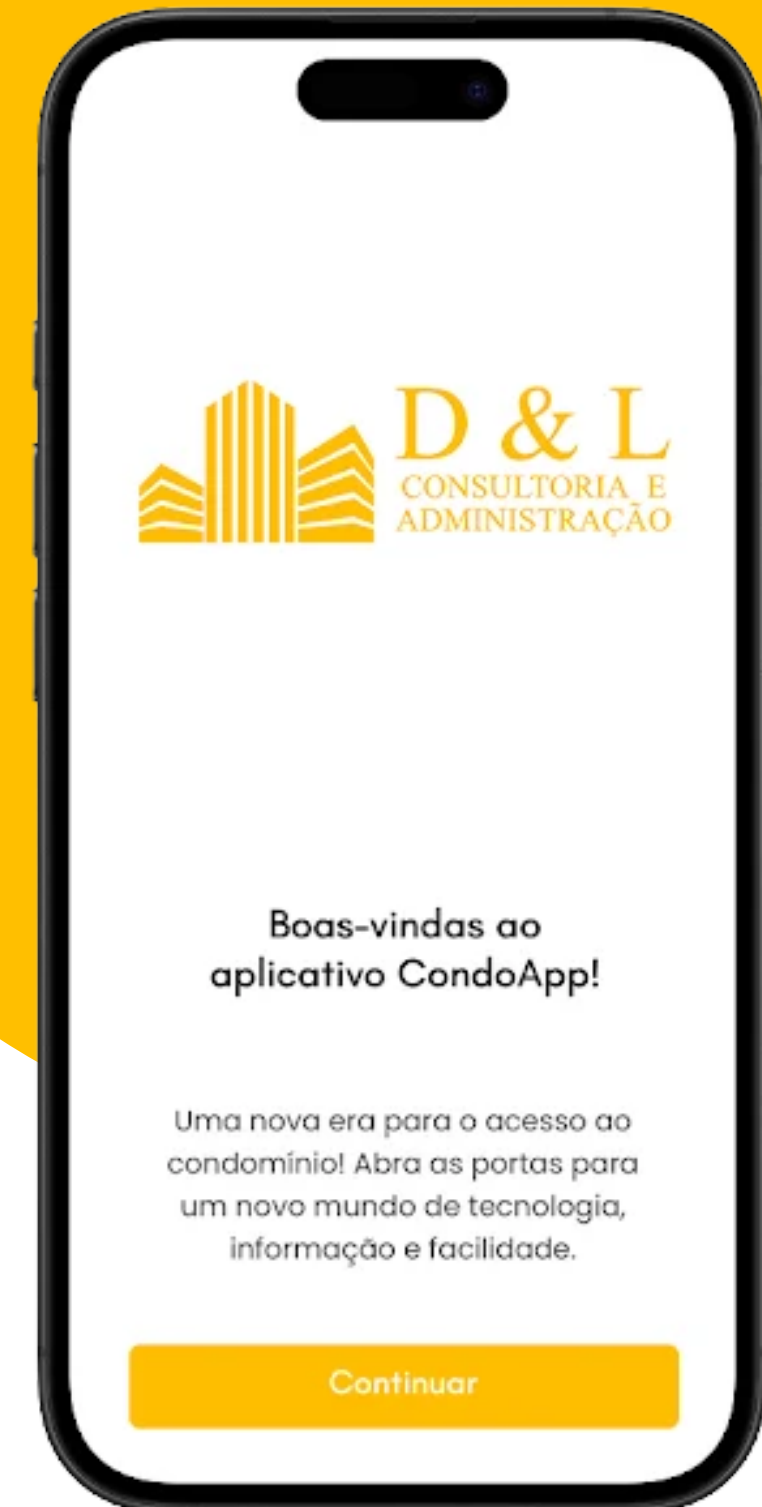 D & L
CONSULTORIA E
ADMINISTRAÇÃO
Boas-vindas ao
aplicativo CondoApp!
Uma nova era para o acesso ao
condomínio! Abra as portas para
um novo mundo de tecnologia,
informação e facilidade.
Continuar